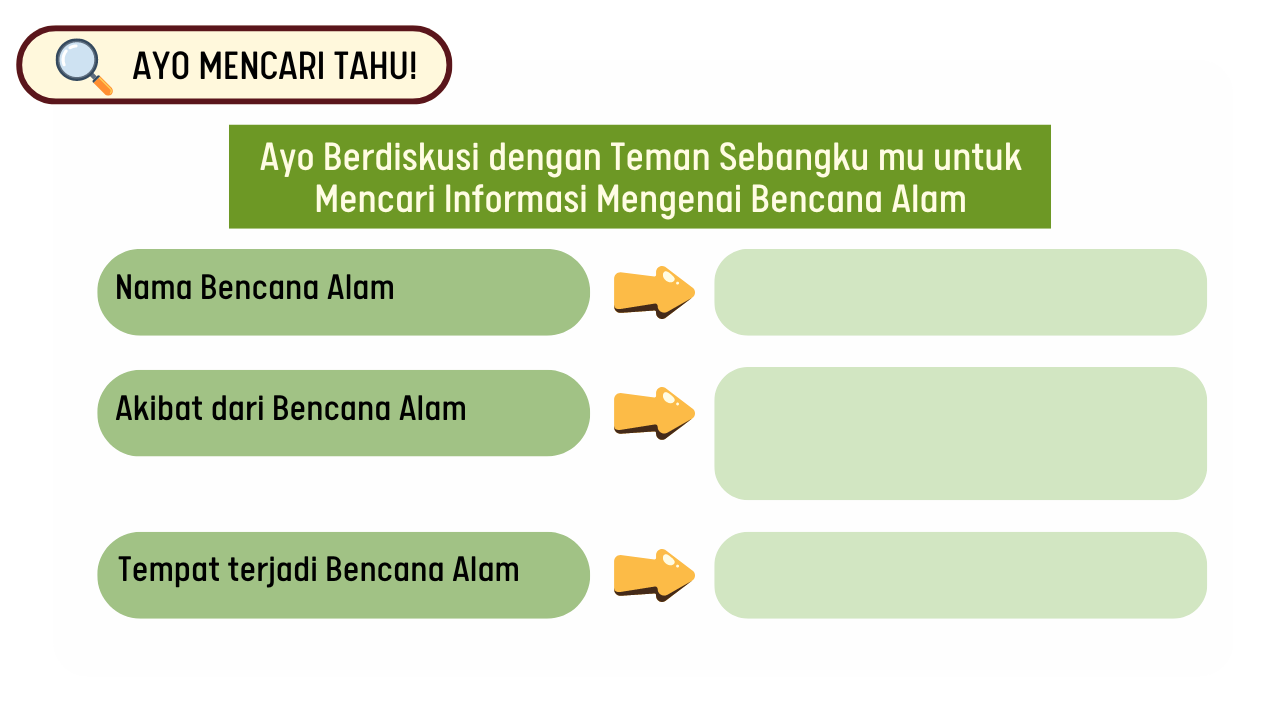 AYO MENCARI TAHU!
Ayo Berdiskusi dengan Teman Sebangku mu untuk
Mencari Informasi Mengenai Bencana Alam
Nama Bencana Alam
Akibat dari Bencana Alam
Tempat terjadi Bencana Alam